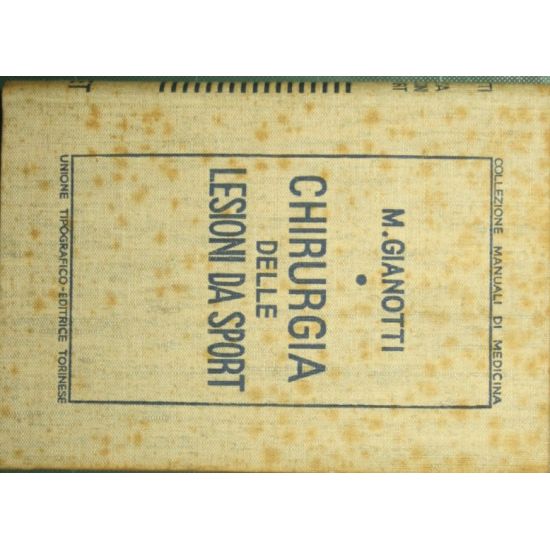 COLLEZIONE MANUALI DI MEDICINA
M. GIANOTTI
CHIRURGIA
DELLE
LESIONI DA SPORT
UNIONE TIPOGRAFICO-EDITRICE TORINESE